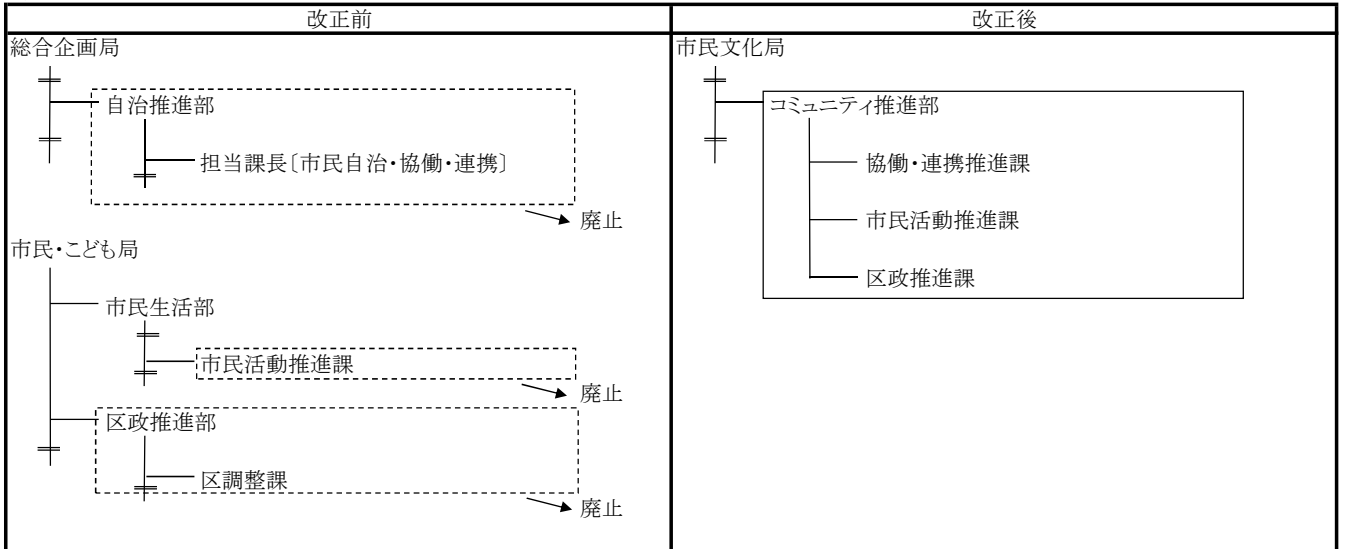 改正前
改正後
総合企画局
自治推進部
担当課長〔市民自治・協働・連携〕
廃止
市民・こども局
市民生活部
市民活動推進課
廃止
区政推進部
区調整課
廃止
市民文化局
コミュニティ推進部
協働・連携推進課
市民活動推進課
区政推進課